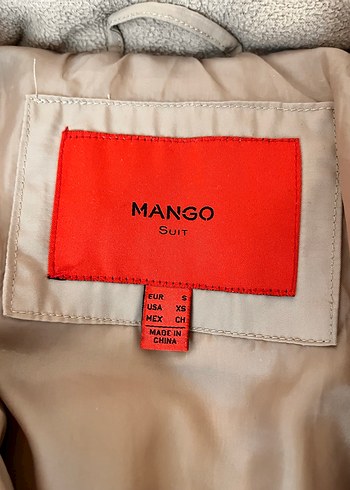 MANGO
SUIT
EUR S
USA XS
MEX CH
MADE IN
CHINA